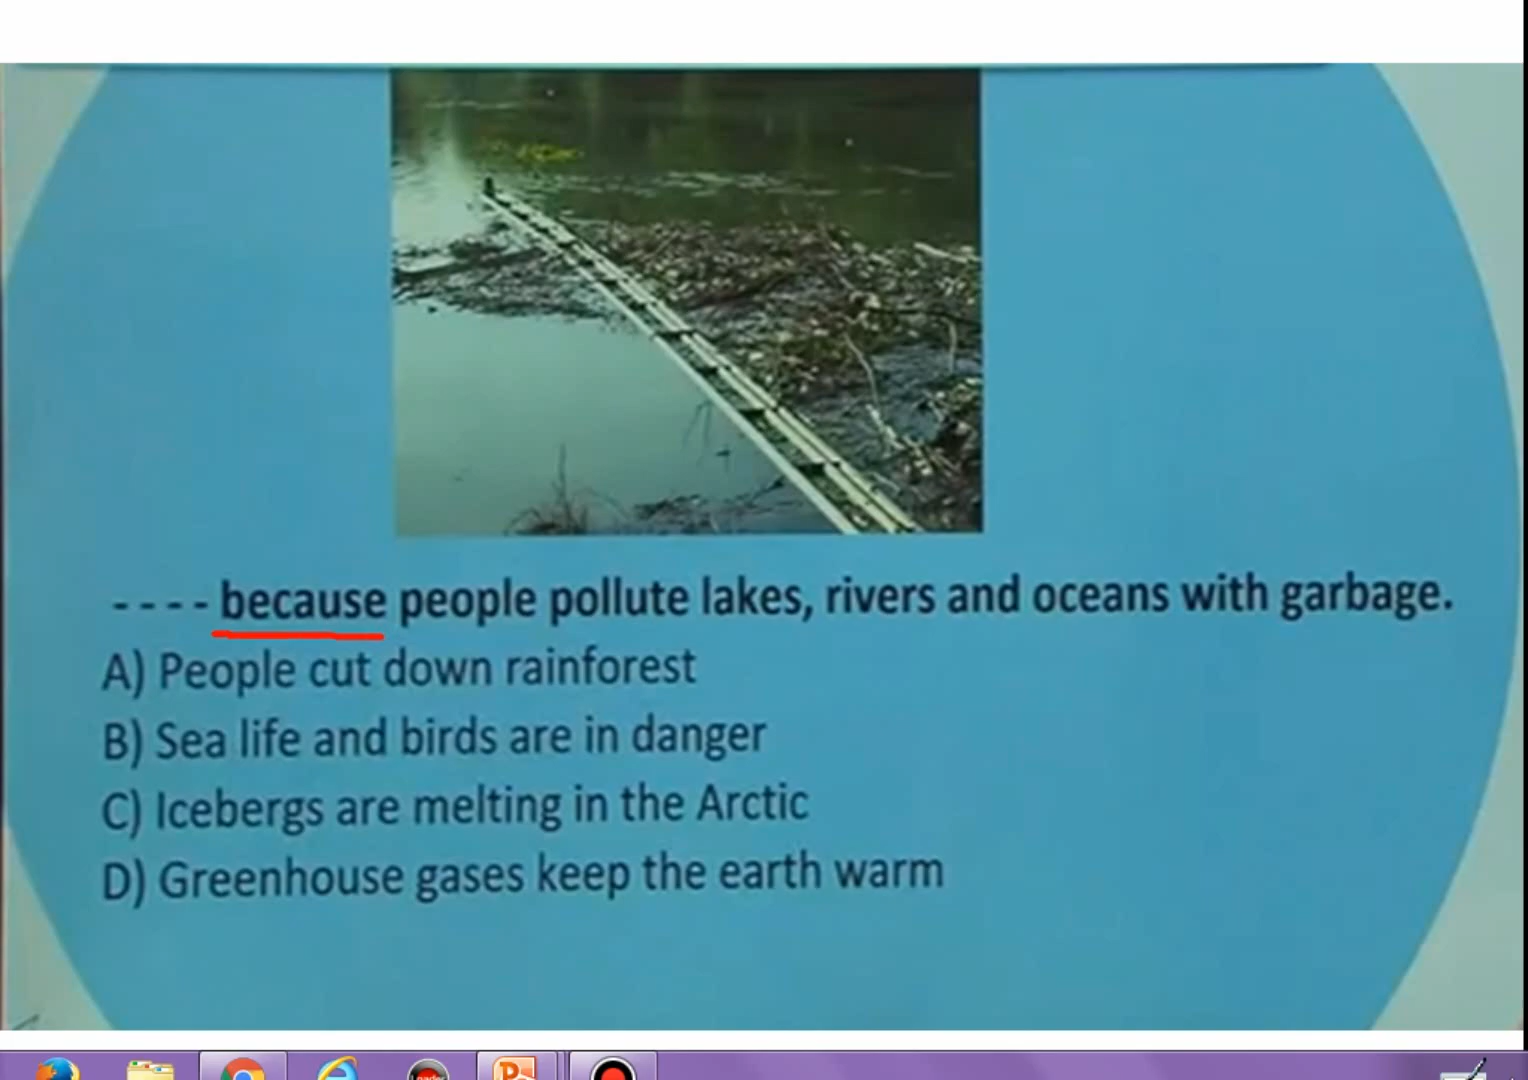 - - - - because people pollute lakes, rivers and oceans with garbage.
A) People cut down rainforest
B) Sea life and birds are in danger
C) Icebergs are melting in the Arctic
D) Greenhouse gases keep the earth warm
Loader